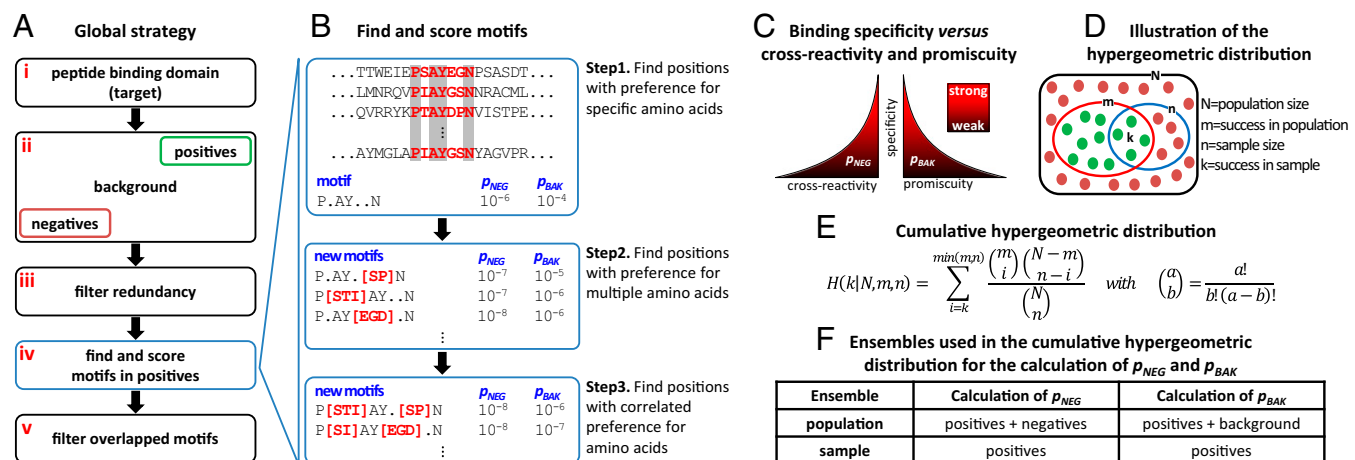 A Global strategy
i
peptide binding domain
(target)
ii
positives
background
negatives
iii
filter redundancy
iv
find and score
motifs in positives
v
filter overlapped motifs
B Find and score motifs
...TTWEIEPSAYEGNPSASDT...
...LMNRQVPIAYGSNNRACML...
...QVRRYKPTAYDPNVISTPE...
⋮
...AYMGLAPIAYGSNYAGVPR...
motif pNEG pBAK
P.AY..N 10−6 10−4
Step1. Find positions
with preference for
specific amino acids
new motifs pNEG pBAK
P.AY.[SP]N 10−7 10−5
P[STI]AY..N 10−7 10−6
P.AY[EGD].N 10−8 10−6
⋮
Step2. Find positions
with preference for
multiple amino acids
new motifs pNEG pBAK
P[STI]AY.[SP]N 10−8 10−6
P[SI]AY[EGD].N 10−8 10−7
⋮
Step3. Find positions
with correlated
preference for
amino acids
C Binding specificity versus
cross-reactivity and promiscuity
specificity
strong
weak
pNEG
pBAK
cross-reactivity
promiscuity
D Illustration of the
hypergeometric distribution
N
m
n
k
N=population size
m=success in population
n=sample size
k=success in sample
E Cumulative hypergeometric distribution
H(k|N,m,n) = ∑ i=k min(m,n) (m i)(N − m n − i) / (N n) with (a b) = a! / b!(a − b)!
F Ensembles used in the cumulative hypergeometric
distribution for the calculation of pNEG and pBAK
Ensemble Calculation of pNEG Calculation of pBAK
population positives + negatives positives + background
sample positives positives